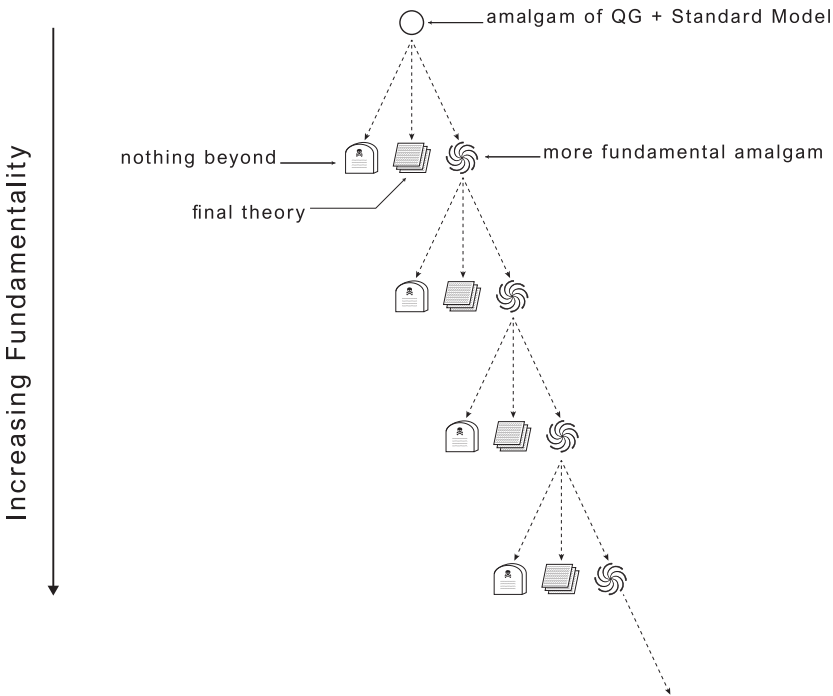 amalgam of QG + Standard Model
nothing beyond
more fundamental amalgam
final theory
Increasing Fundamentality